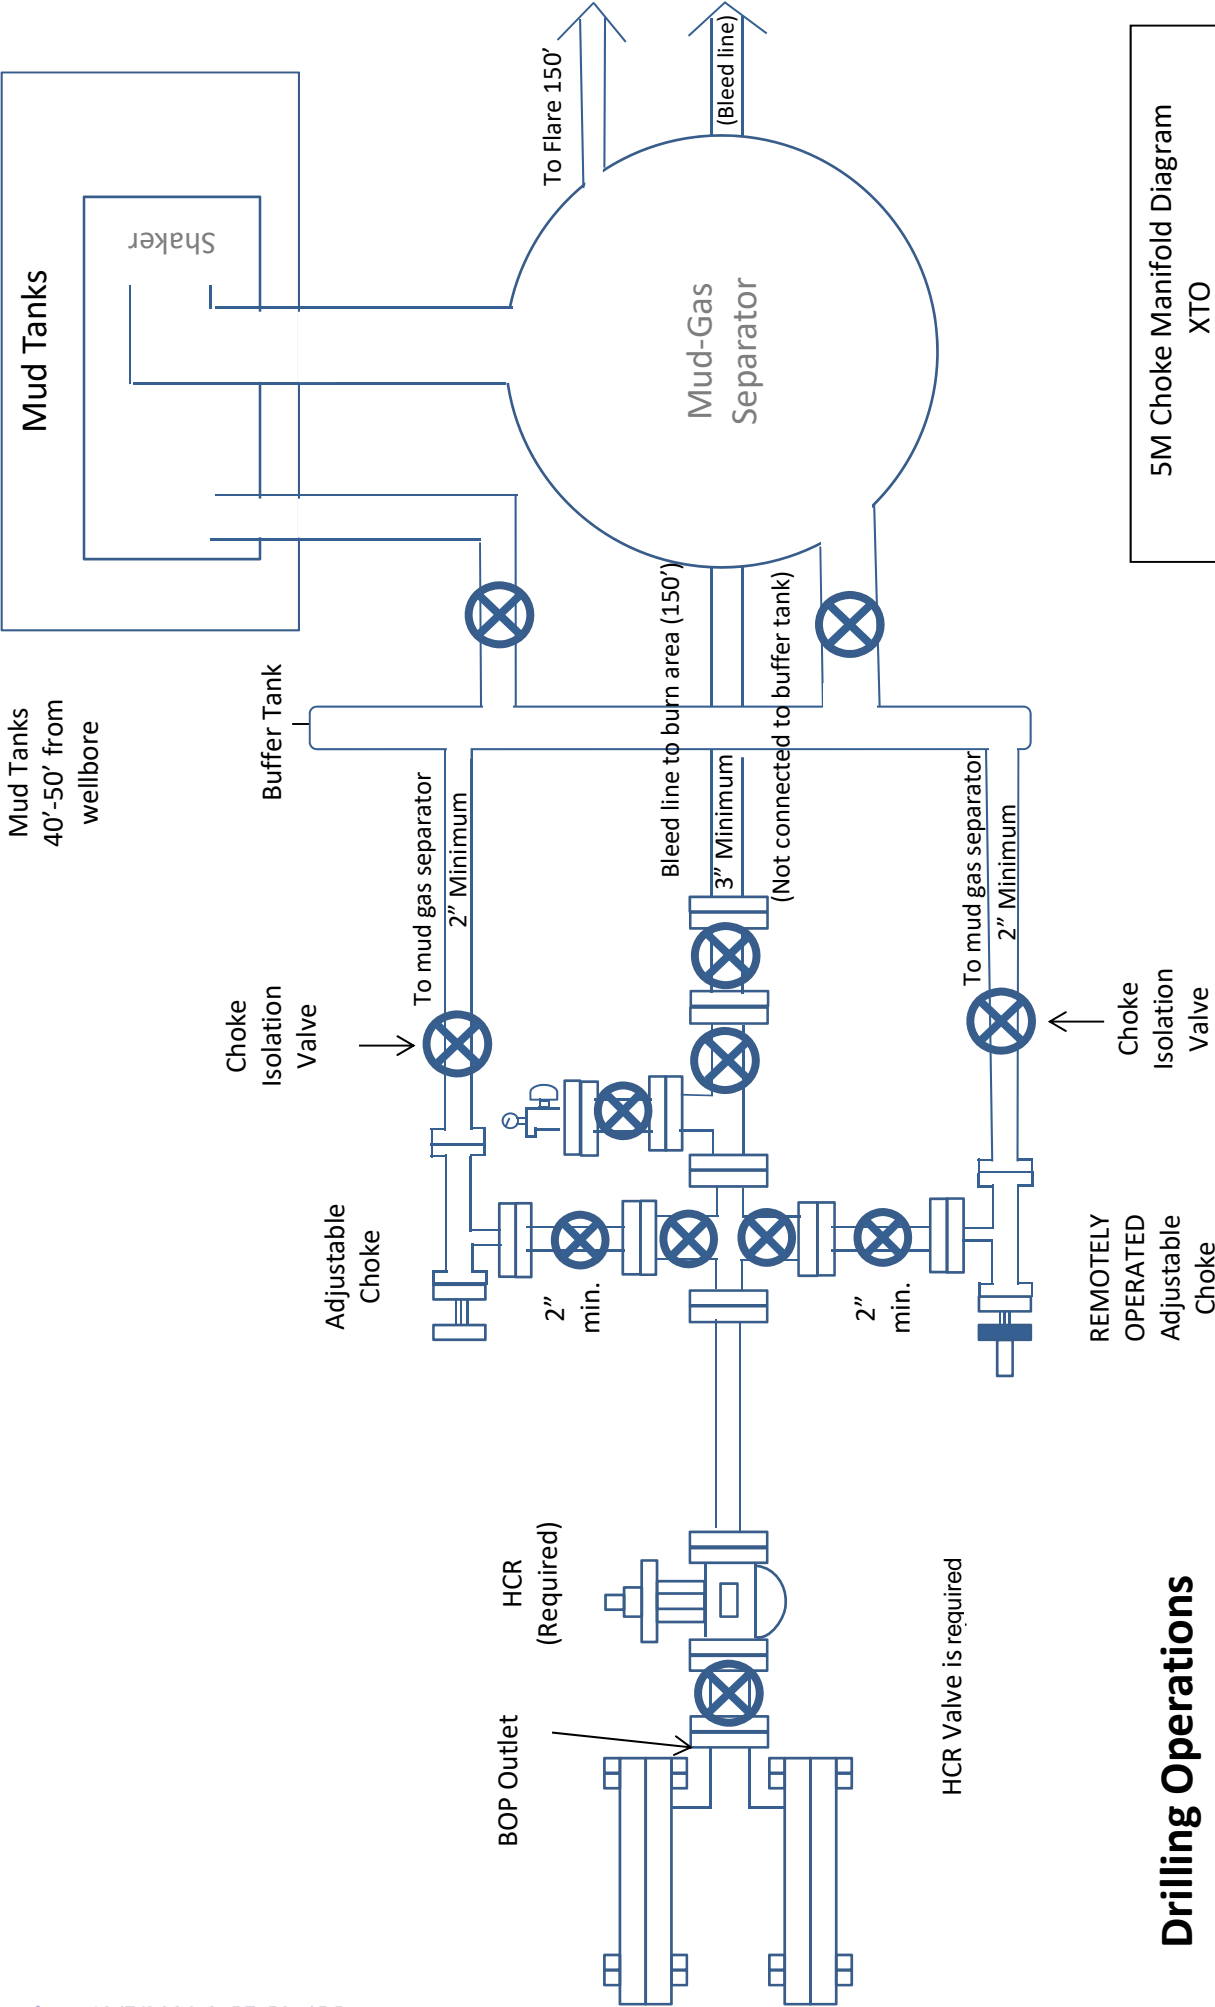 Mud Tanks
40’-50’ from
wellbore
Mud Tanks
Shaker
Buffer Tank
Choke
Isolation
Valve
Adjustable
Choke
To mud gas separator
2” Minimum
To Flare 150’
(Bleed line)
Mud-Gas
Separator
HCR
(Required)
BOP Outlet
2”
min.
Bleed line to burn area (150’)
3” Minimum
(Not connected to buffer tank)
2”
min.
To mud gas separator
2” Minimum
HCR Valve is required
REMOTELY
OPERATED
Adjustable
Choke
Choke
Isolation
Valve
Drilling Operations
5M Choke Manifold Diagram
XTO